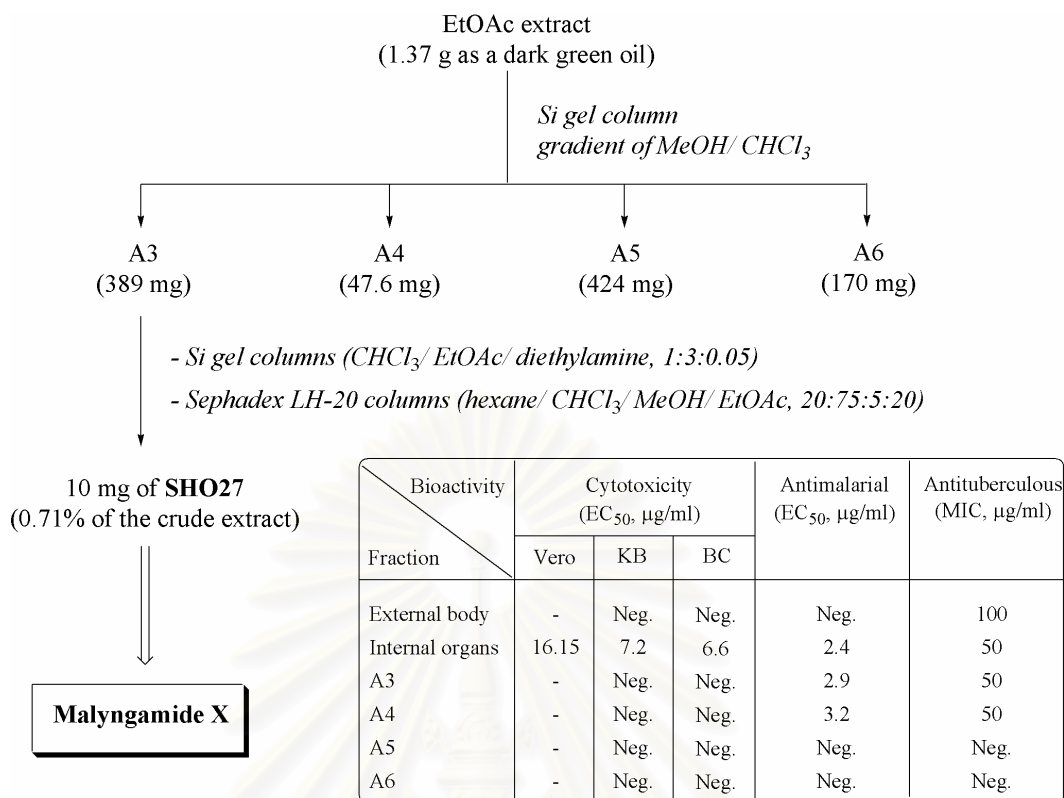 EtOAc extract
(1.37 g as a dark green oil)
Si gel column
gradient of MeOH/ CHCl3
A3 A4 A5 A6
(389 mg) (47.6 mg) (424 mg) (170 mg)
- Si gel columns (CHCl3/ EtOAc/ diethylamine, 1:3:0.05)
- Sephadex LH-20 columns (hexane/ CHCl3/ MeOH/ EtOAc, 20:75:5:20)
10 mg of SHO27
(0.71% of the crude extract)
Malyngamide X
Bioactivity Cytotoxicity Antimalarial Antituberculous
(EC50, μg/ml) (EC50, μg/ml) (MIC, μg/ml)
Fraction Vero KB BC
External body - Neg. Neg. Neg. 100
Internal organs 16.15 7.2 6.6 2.4 50
A3 - Neg. Neg. 2.9 50
A4 - Neg. Neg. 3.2 50
A5 - Neg. Neg. Neg. Neg.
A6 - Neg. Neg. Neg. Neg.